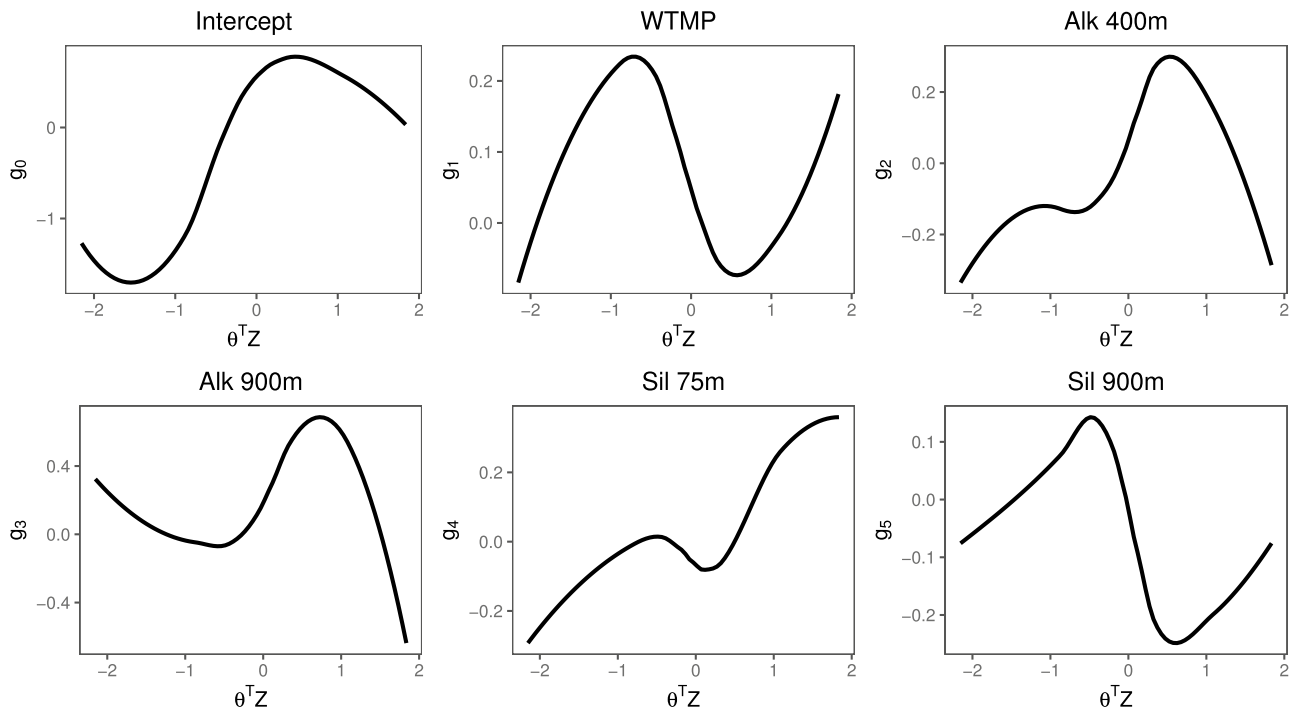 Intercept
WTMP
Alk 400m
g₀
0
−1
−2 −1 0 1 2
θᵀZ
g₁
0.2
0.1
0.0
−2 −1 0 1 2
θᵀZ
g₂
0.2
0.0
−0.2
−2 −1 0 1 2
θᵀZ
Alk 900m
Sil 75m
Sil 900m
g₃
0.4
0.0
−0.4
−2 −1 0 1 2
θᵀZ
g₄
0.2
0.0
−0.2
−2 −1 0 1 2
θᵀZ
g₅
0.1
0.0
−0.1
−0.2
−2 −1 0 1 2
θᵀZ